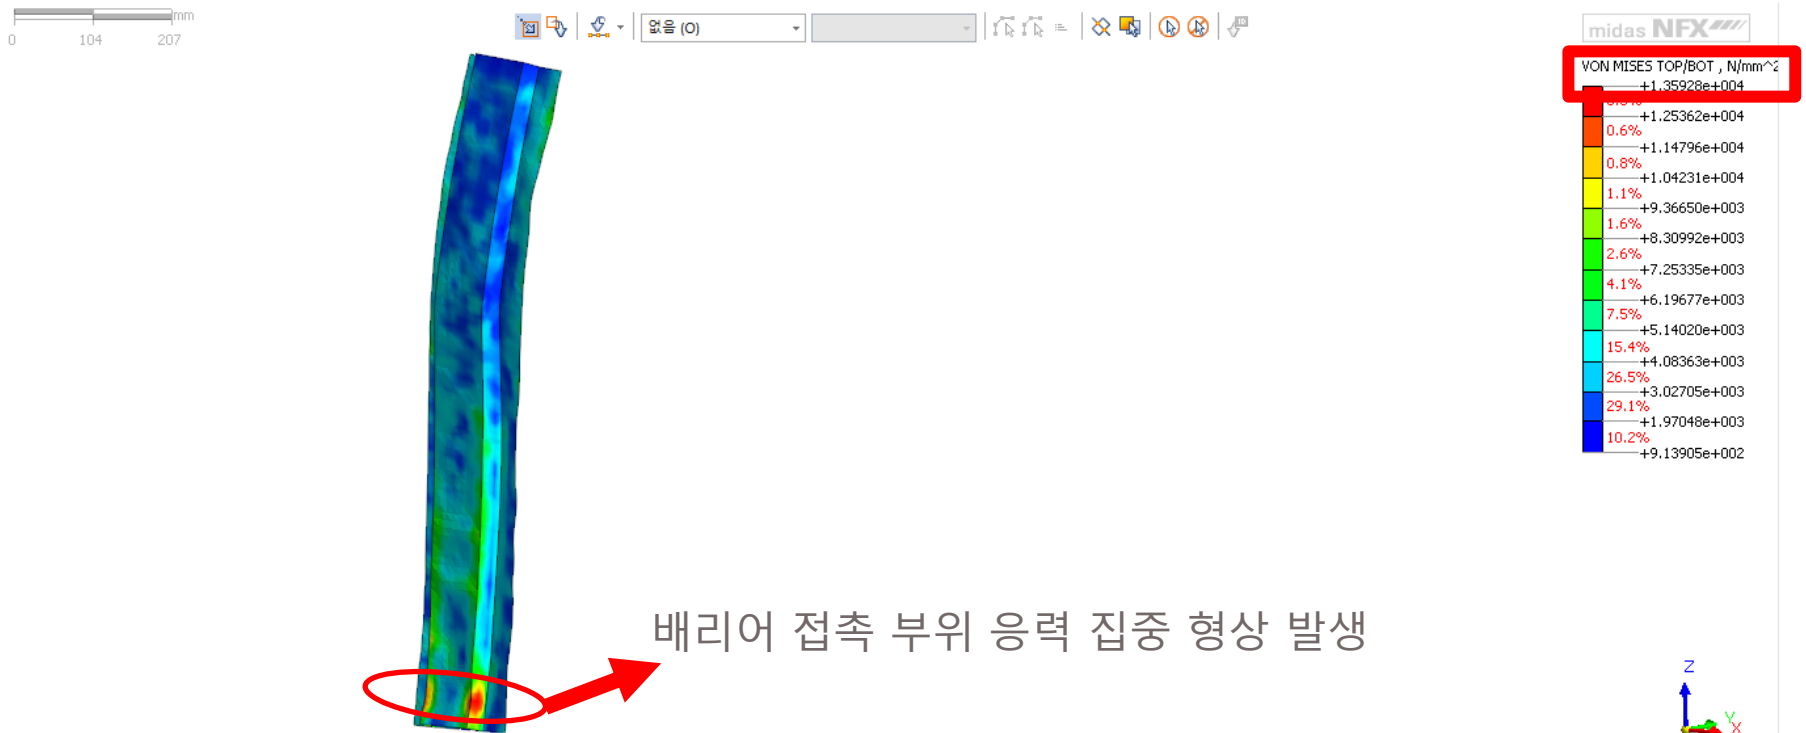 mm
0 104 207
없음 (O)
midas NFX
VON MISES TOP/BOT , N/mm^2
+1.35928e+004
+1.25362e+004
0.6%
+1.14796e+004
0.8%
+1.04231e+004
1.1%
+9.36650e+003
1.6%
+8.30992e+003
2.6%
+7.25335e+003
4.1%
+6.19677e+003
7.5%
+5.14020e+003
15.4%
+4.08363e+003
26.5%
+3.02705e+003
29.1%
+1.97048e+003
10.2%
+9.13905e+002
배리어 접촉 부위 응력 집중 형상 발생
Z
Y
X